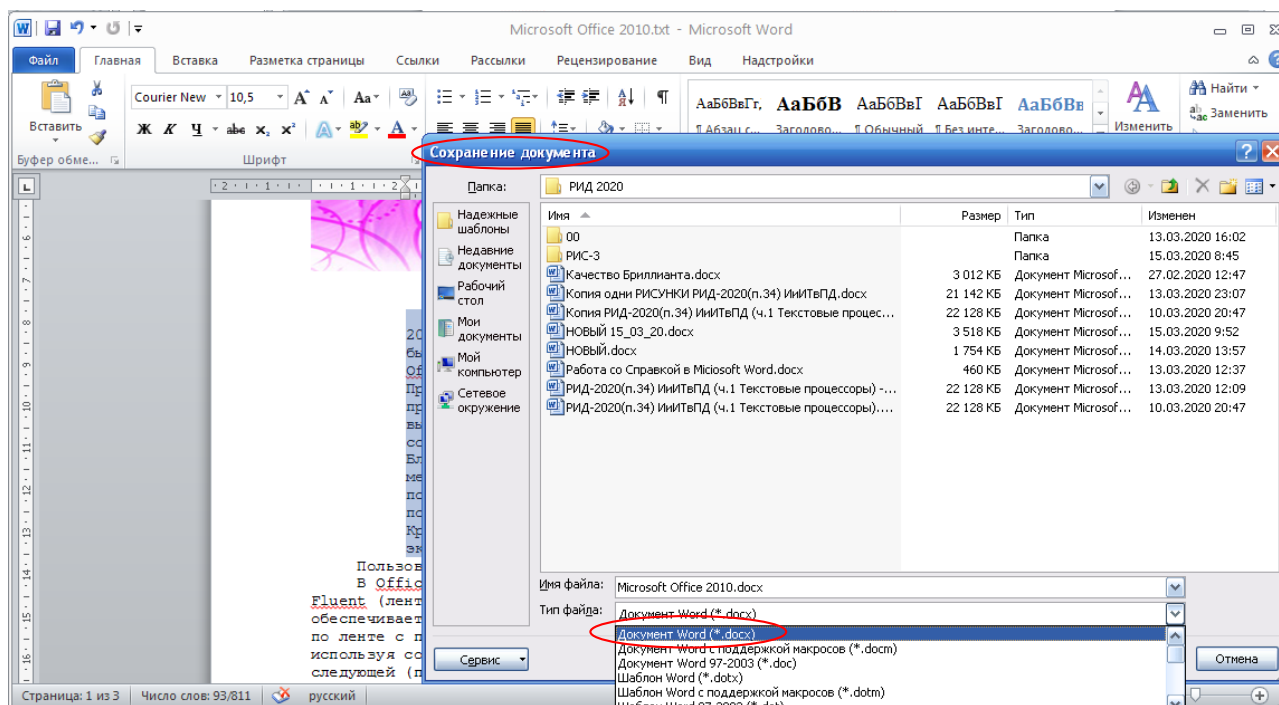 Microsoft Office 2010.txt - Microsoft Word
Файл Главная Вставка Разметка страницы Ссылки Рассылки Рецензирование Вид Надстройки
Courier New 10,5 Aa Найти
Вставить Ж К Ч abc x₂ x² А АаБбВвГг, АаБбВ АаБбВвІ АаБбВвІ АаБбВв Изменить Заменить
¶ Абзац с... Заголово... ¶ Обычный ¶ Без инте... Заголово...
Буфер обме... Шрифт
Сохранение документа
Папка: РИД 2020
Надежные шаблоны
Недавние документы
Рабочий стол
Мои документы
Мой компьютер
Сетевое окружение
Имя Размер Тип Изменен
00 Папка 13.03.2020 16:02
РИС-3 Папка 15.03.2020 8:45
Качество Бриллианта.docx 3 012 КБ Документ Microsof... 27.02.2020 12:47
Копия одни РИСУНКИ РИД-2020(п.34) ИиИТвПД.docx 21 142 КБ Документ Microsof... 13.03.2020 23:07
Копия РИД-2020(п.34) ИиИТвПД (ч.1 Текстовые процес... 22 128 КБ Документ Microsof... 10.03.2020 20:47
НОВЫЙ 15_03_20.docx 3 518 КБ Документ Microsof... 15.03.2020 9:52
НОВЫЙ.docx 1 754 КБ Документ Microsof... 14.03.2020 13:57
Работа со Справкой в Miciosoft Word.docx 460 КБ Документ Microsof... 13.03.2020 12:37
РИД-2020(п.34) ИиИТвПД (ч.1 Текстовые процессоры) -... 22 128 КБ Документ Microsof... 13.03.2020 12:09
РИД-2020(п.34) ИиИТвПД (ч.1 Текстовые процессоры).... 22 128 КБ Документ Microsof... 10.03.2020 20:47
Пользов
В Offic
Fluent (лент
обеспечивает
по ленте с п
используя со
следующей (п
Имя файла: Microsoft Office 2010.docx
Тип файла: Документ Word (*.docx)
Документ Word (*.docx)
Документ Word с поддержкой макросов (*.docm)
Документ Word 97-2003 (*.doc)
Шаблон Word (*.dotx)
Шаблон Word с поддержкой макросов (*.dotm)
Шаблон Word 97-2003 (*.dot)
Сервис Отмена
Страница: 1 из 3 Число слов: 93/811 русский